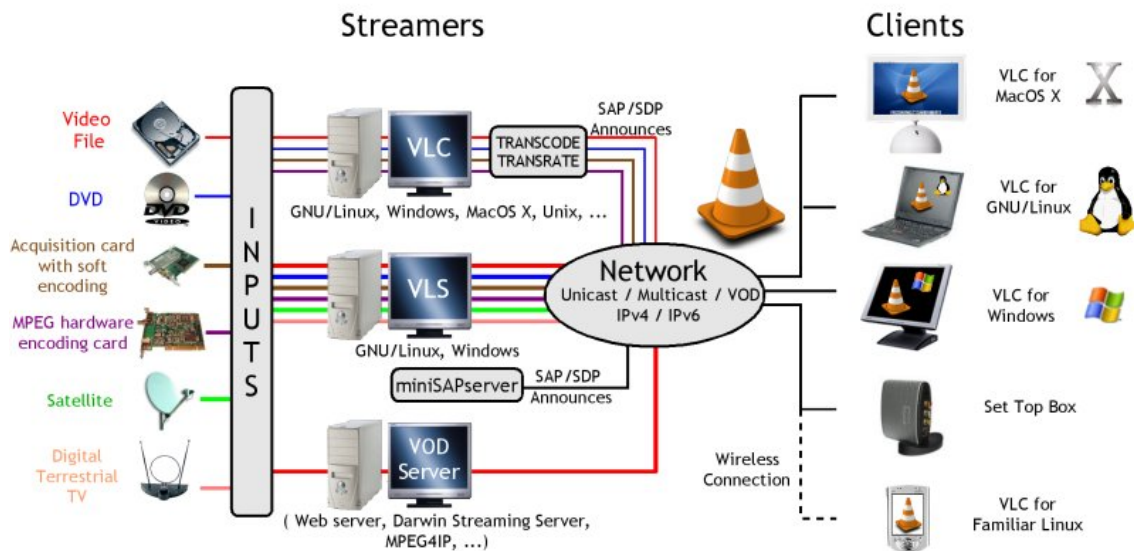 Streamers
Clients
Video
File
DVD
DVD
VIDEO
Acquisition card
with soft
encoding
MPEG hardware
encoding card
Satellite
Digital
Terrestrial
TV
INPUTS
VLC
TRANSCODE
TRANSRATE
SAP/SDP
Announces
GNU/Linux, Windows, MacOS X, Unix, ...
VLS
GNU/Linux, Windows
Network
Unicast / Multicast / VOD
IPv4 / IPv6
miniSAPserver
SAP/SDP
Announces
VOD
Server
( Web server, Darwin Streaming Server,
MPEG4IP, ...)
Wireless
Connection
VLC for
MacOS X
X
VLC for
GNU/Linux
VLC for
Windows
Set Top Box
VLC for
Familiar Linux